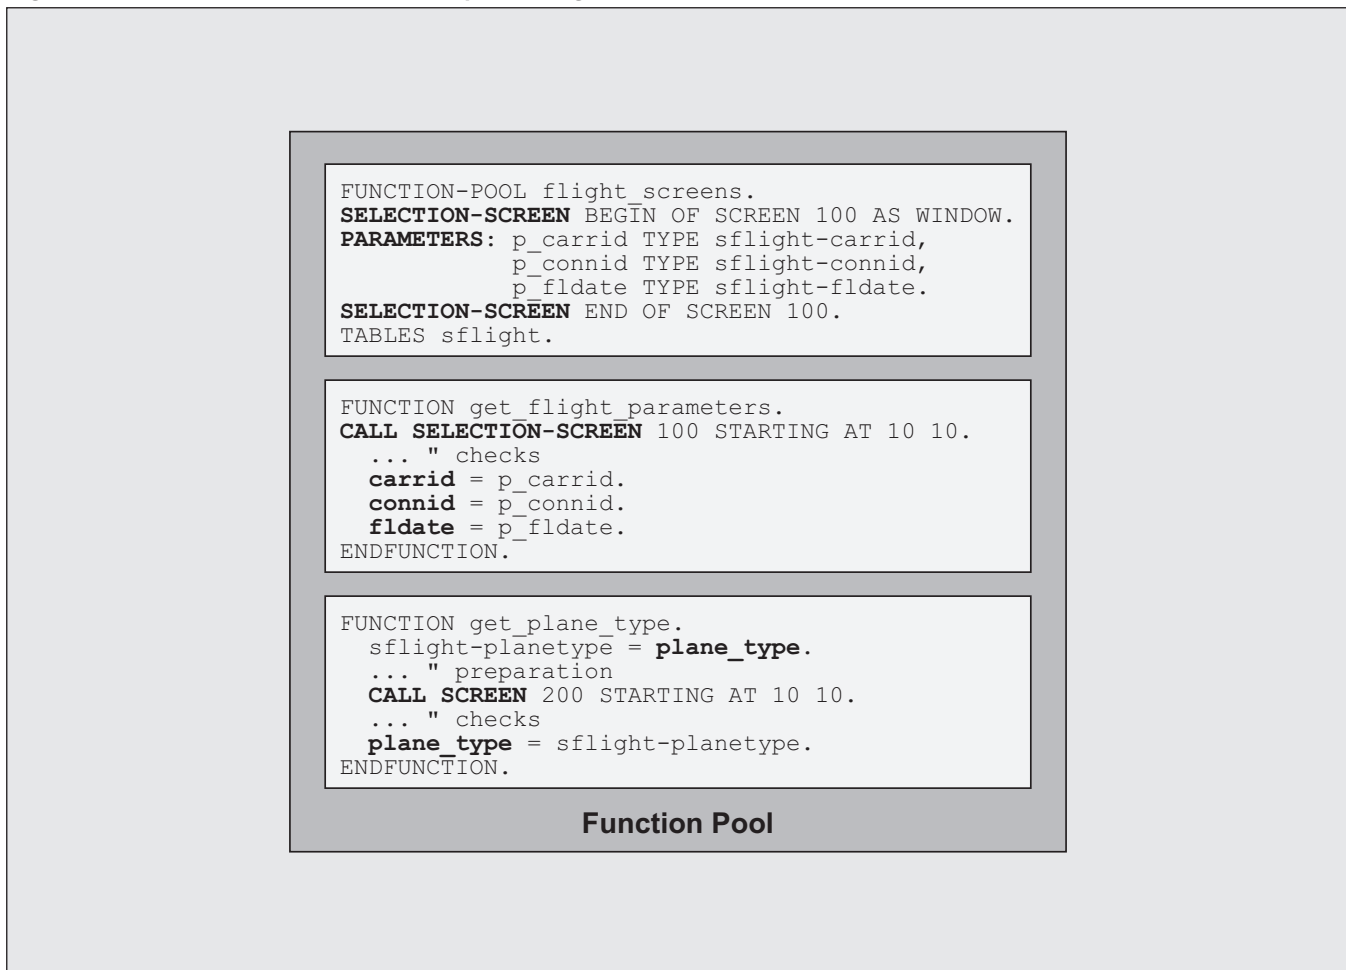 FUNCTION-POOL flight_screens.
SELECTION-SCREEN BEGIN OF SCREEN 100 AS WINDOW.
PARAMETERS: p_carrid TYPE sflight-carrid,
            p_connid TYPE sflight-connid,
            p_fldate TYPE sflight-fldate.
SELECTION-SCREEN END OF SCREEN 100.
TABLES sflight.
FUNCTION get_flight_parameters.
CALL SELECTION-SCREEN 100 STARTING AT 10 10.
  ... " checks
  carrid = p_carrid.
  connid = p_connid.
  fldate = p_fldate.
ENDFUNCTION.
FUNCTION get_plane_type.
  sflight-planetype = plane_type.
  ... " preparation
  CALL SCREEN 200 STARTING AT 10 10.
  ... " checks
  plane_type = sflight-planetype.
ENDFUNCTION.
Function Pool